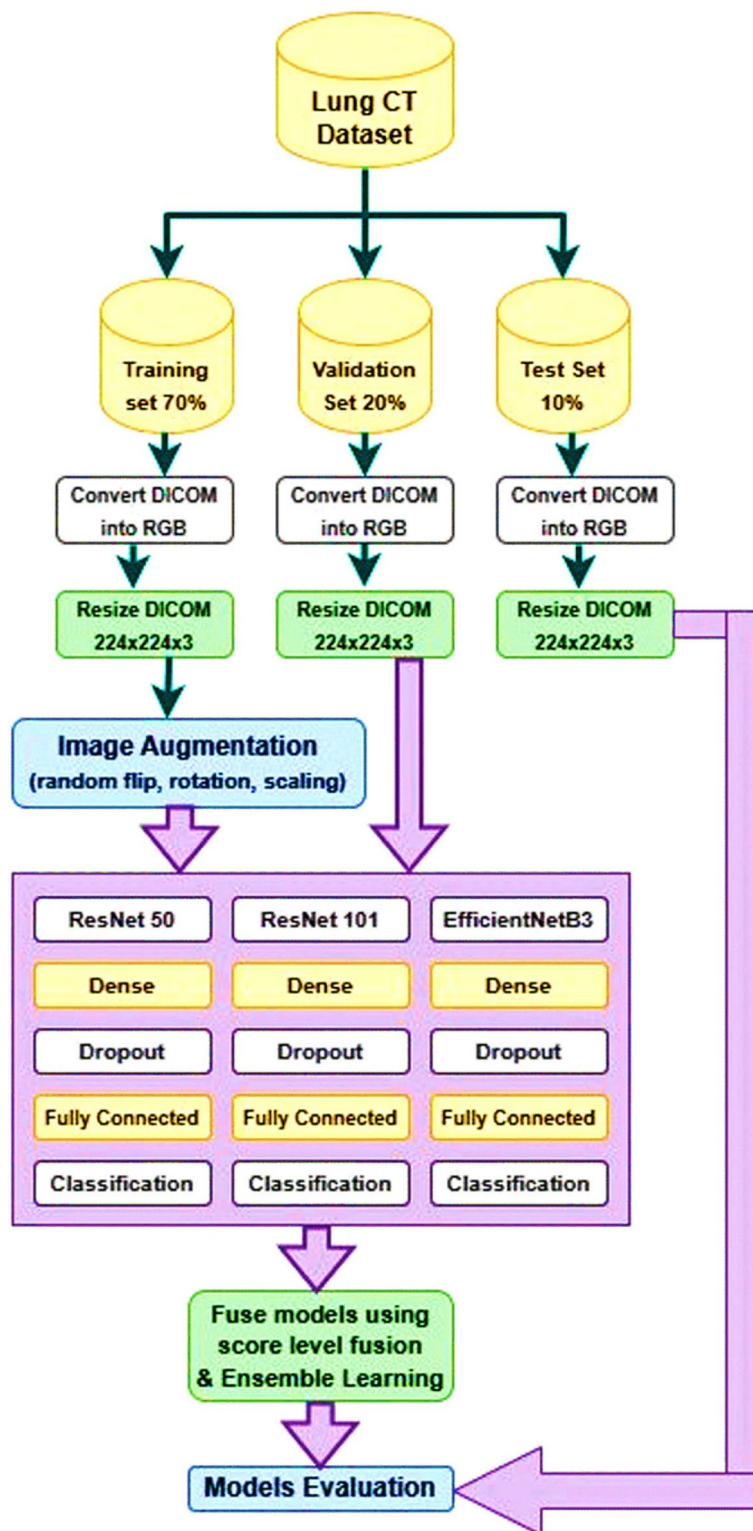 Lung CT
Dataset
Training
set 70%
Validation
Set 20%
Test Set
10%
Convert DICOM
into RGB
Convert DICOM
into RGB
Convert DICOM
into RGB
Resize DICOM
224x224x3
Resize DICOM
224x224x3
Resize DICOM
224x224x3
Image Augmentation
(random flip, rotation, scaling)
ResNet 50
ResNet 101
EfficientNetB3
Dense
Dense
Dense
Dropout
Dropout
Dropout
Fully Connected
Fully Connected
Fully Connected
Classification
Classification
Classification
Fuse models using
score level fusion
& Ensemble Learning
Models Evaluation